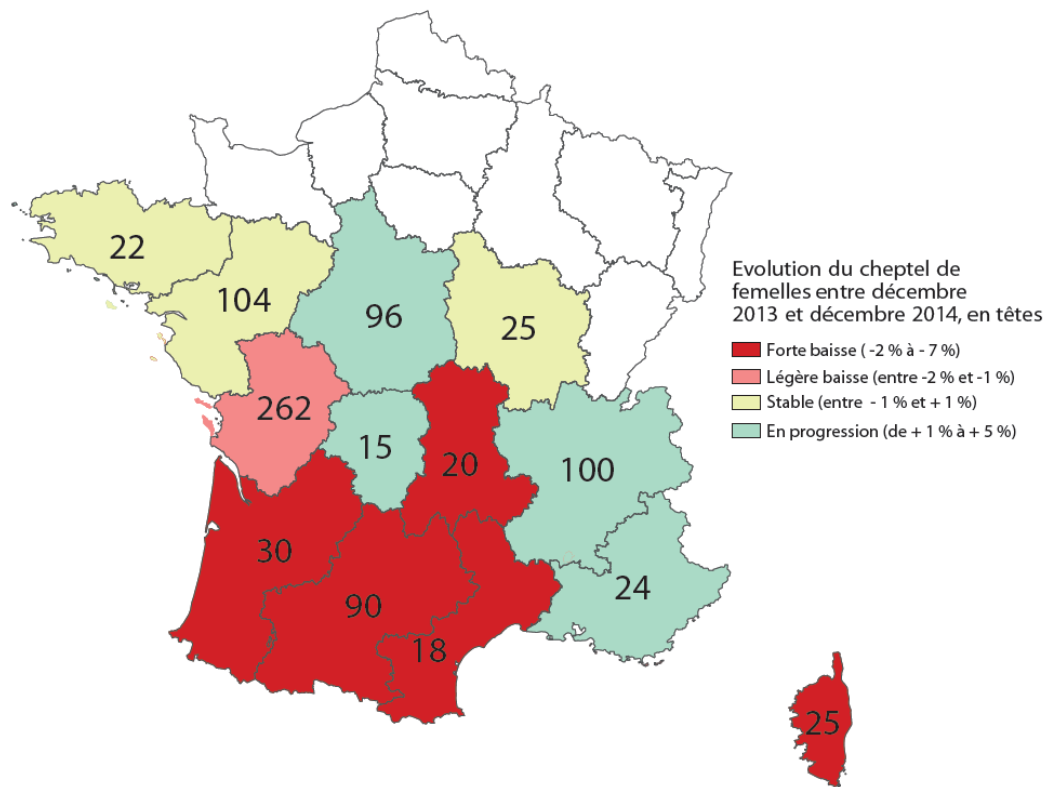 22
104
96
25
262
15
20
100
30
90
24
18
25
Evolution du cheptel de
femelles entre décembre
2013 et décembre 2014, en têtes
Forte baisse ( -2 % à - 7 %)
Légère baisse (entre -2 % et -1 %)
Stable (entre - 1 % et + 1 %)
En progression (de + 1 % à + 5 %)